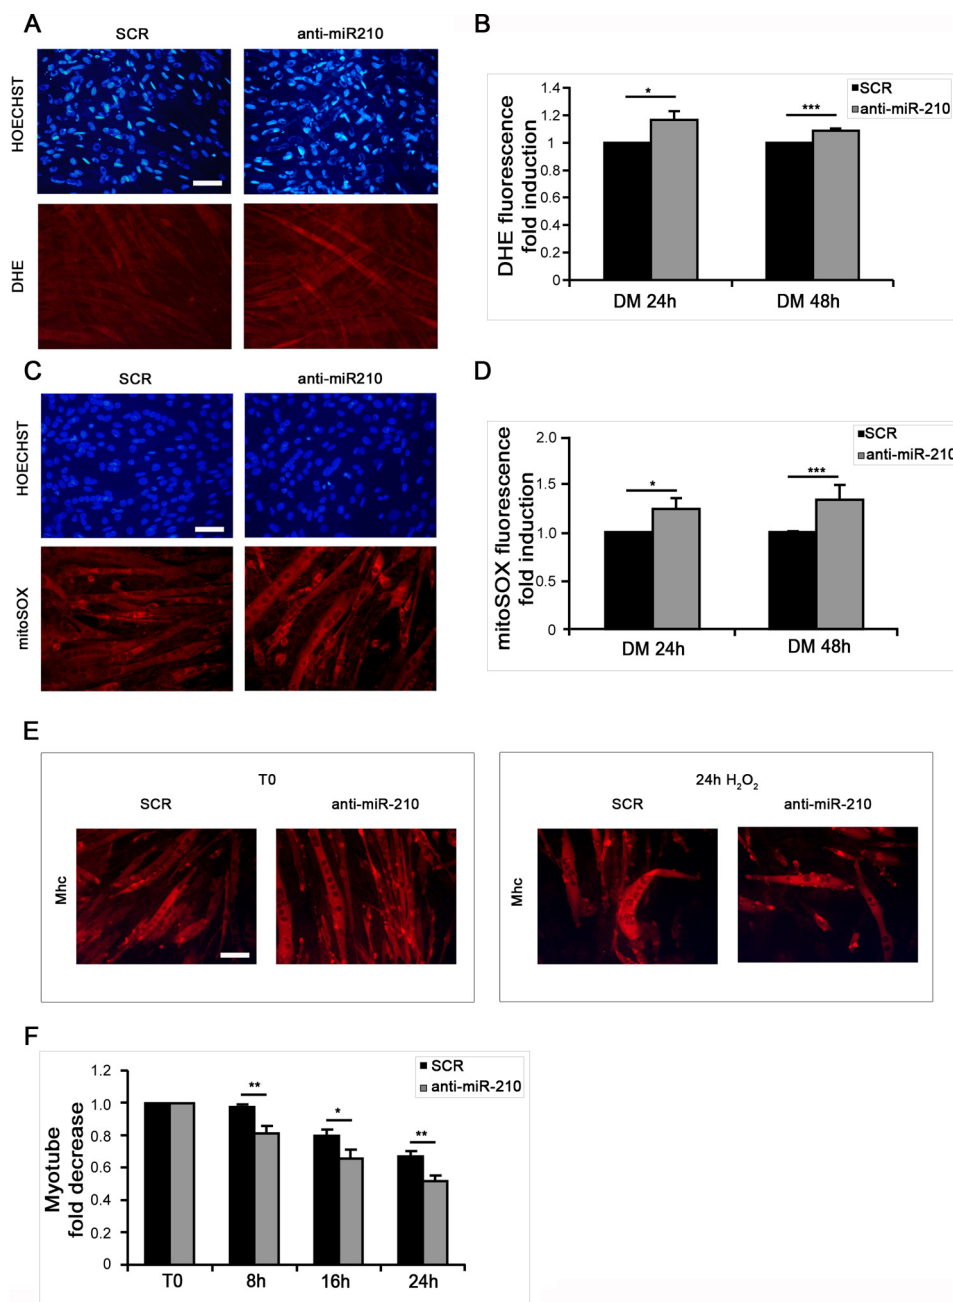 A
SCR anti-miR210
HOECHST
DHE
B
SCR
anti-miR-210
DHE fluorescence
fold induction
1.4
1.2
1
0.8
0.6
0.4
0.2
0
* ***
DM 24h DM 48h
C
SCR anti-miR210
HOECHST
mitoSOX
D
SCR
anti-miR-210
mitoSOX fluorescence
fold induction
2.0
1.5
1.0
0.5
0
* ***
DM 24h DM 48h
E
T0
SCR anti-miR-210
Mhc
24h H₂O₂
SCR anti-miR-210
Mhc
F
SCR
anti-miR-210
Myotube
fold decrease
1.2
1.0
0.8
0.6
0.4
0.2
0
** * **
T0 8h 16h 24h